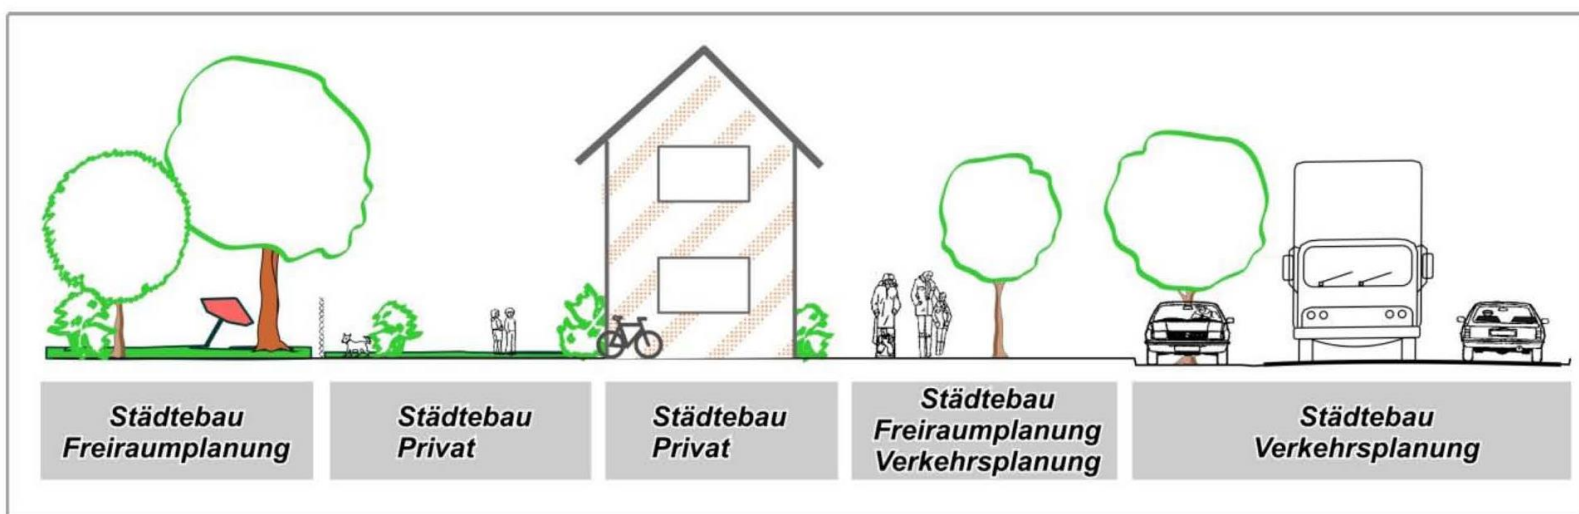 Städtebau
Freiraumplanung
Städtebau
Privat
Städtebau
Privat
Städtebau
Freiraumplanung
Verkehrsplanung
Städtebau
Verkehrsplanung